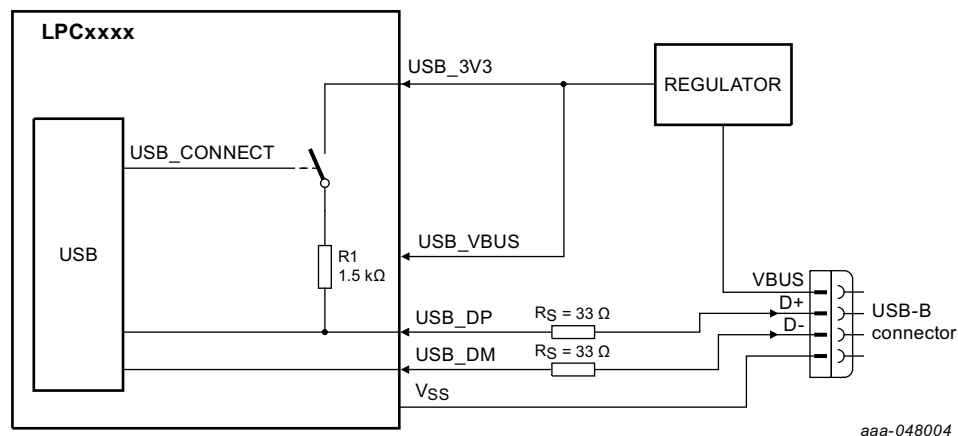 LPCxxxx
USB_3V3
REGULATOR
USB_CONNECT
USB
R1
1.5 kΩ
USB_VBUS
VBUS
D+
USB-B
connector
D-
USB_DP
RS = 33 Ω
USB_DM
RS = 33 Ω
VSS
aaa-048004